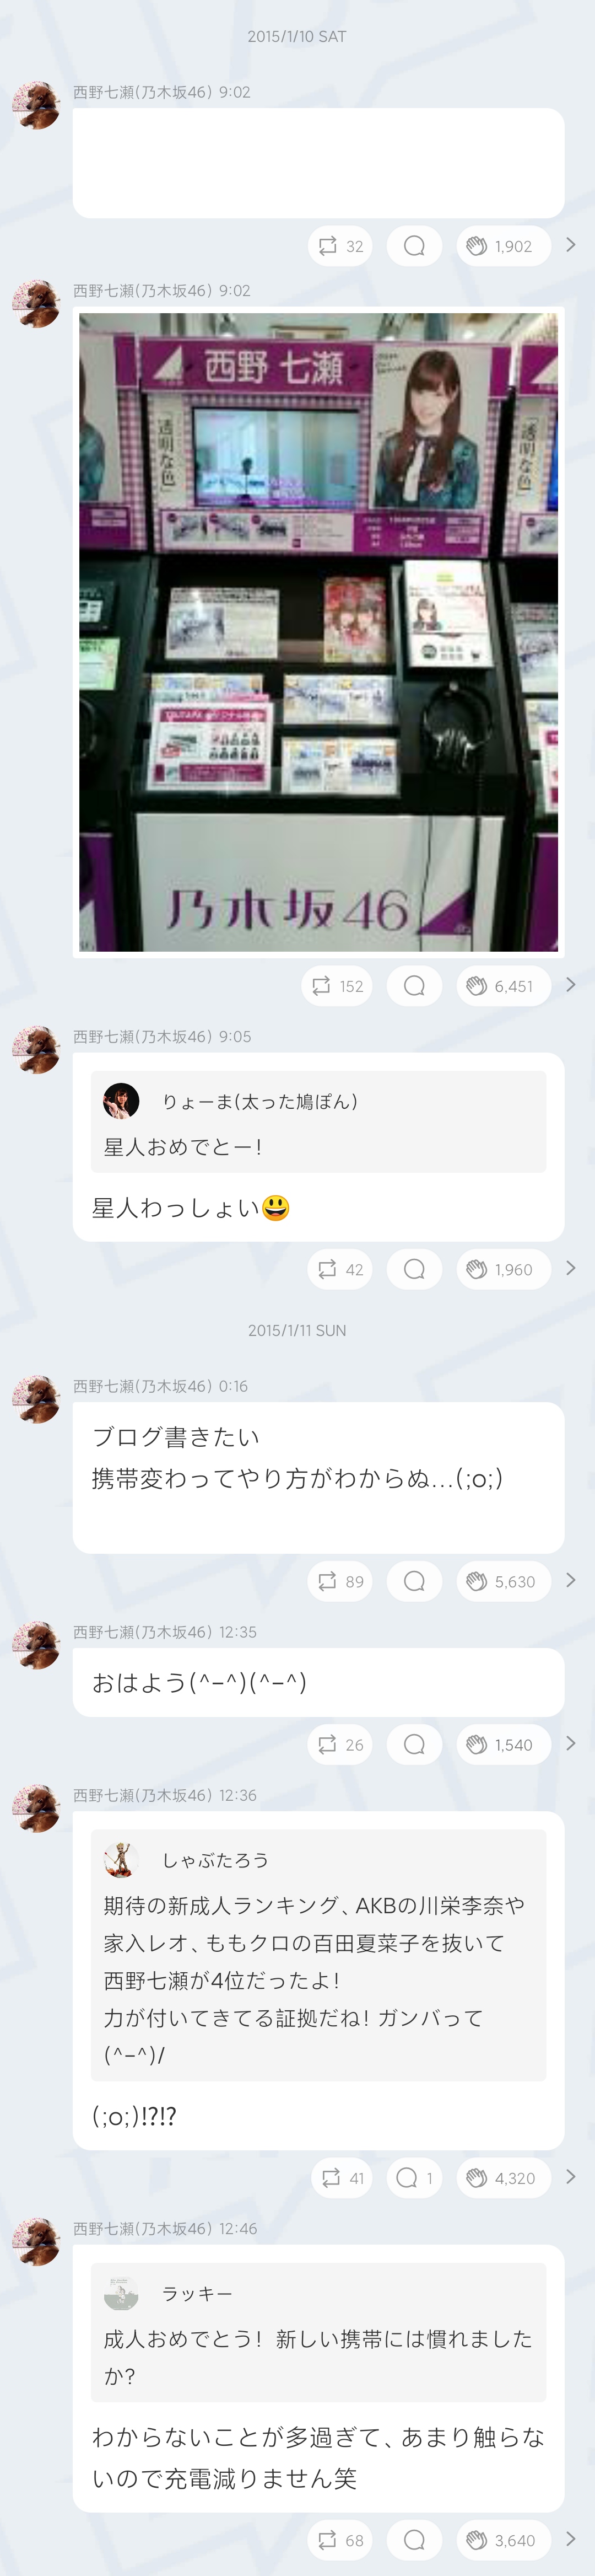 2015/1/10 SAT
西野七瀬(乃木坂46) 9:02
32
1,902
西野七瀬(乃木坂46) 9:02
西野 七瀬
「透明な色」
「透明な色」
乃木坂46
152
6,451
西野七瀬(乃木坂46) 9:05
りょーま(太った鳩ぽん)
星人おめでとー!
星人わっしょい😃
42
1,960
2015/1/11 SUN
西野七瀬(乃木坂46) 0:16
ブログ書きたい
携帯変わってやり方がわからぬ...(;o;)
89
5,630
西野七瀬(乃木坂46) 12:35
おはよう(^-^)(^-^)
26
1,540
西野七瀬(乃木坂46) 12:36
しゃぶたろう
期待の新成人ランキング、AKBの川栄李奈や
家入レオ、ももクロの百田夏菜子を抜いて
西野七瀬が4位だったよ!
力が付いてきてる証拠だね! ガンバって
(^-^)/
(;o;)!?!?
41
1
4,320
西野七瀬(乃木坂46) 12:46
ラッキー
成人おめでとう! 新しい携帯には慣れました
か?
わからないことが多過ぎて、あまり触らな
いので充電減りません笑
68
3,640